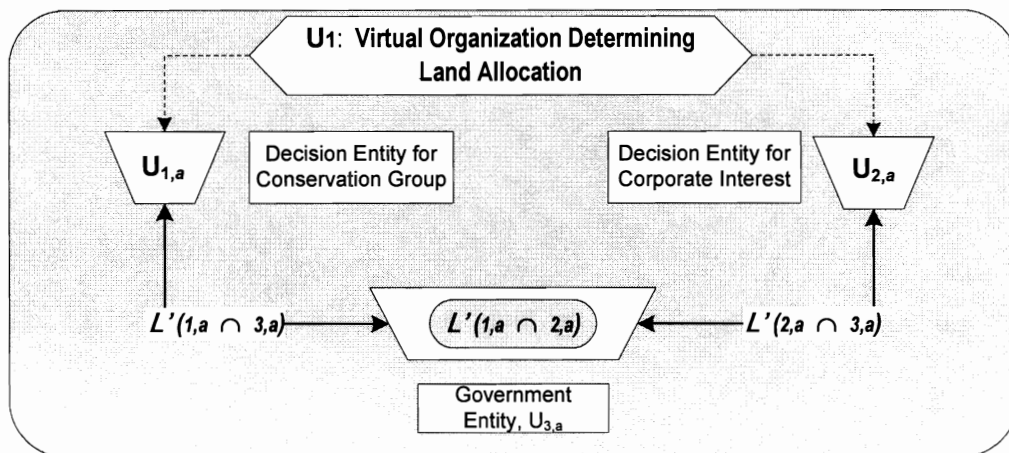 U1: Virtual Organization Determining
Land Allocation
U1,a
Decision Entity for
Conservation Group
Decision Entity for
Corporate Interest
U2,a
L'(1,a ∩ 3,a)
L'(1,a ∩ 2,a)
L'(2,a ∩ 3,a)
Government
Entity, U3,a